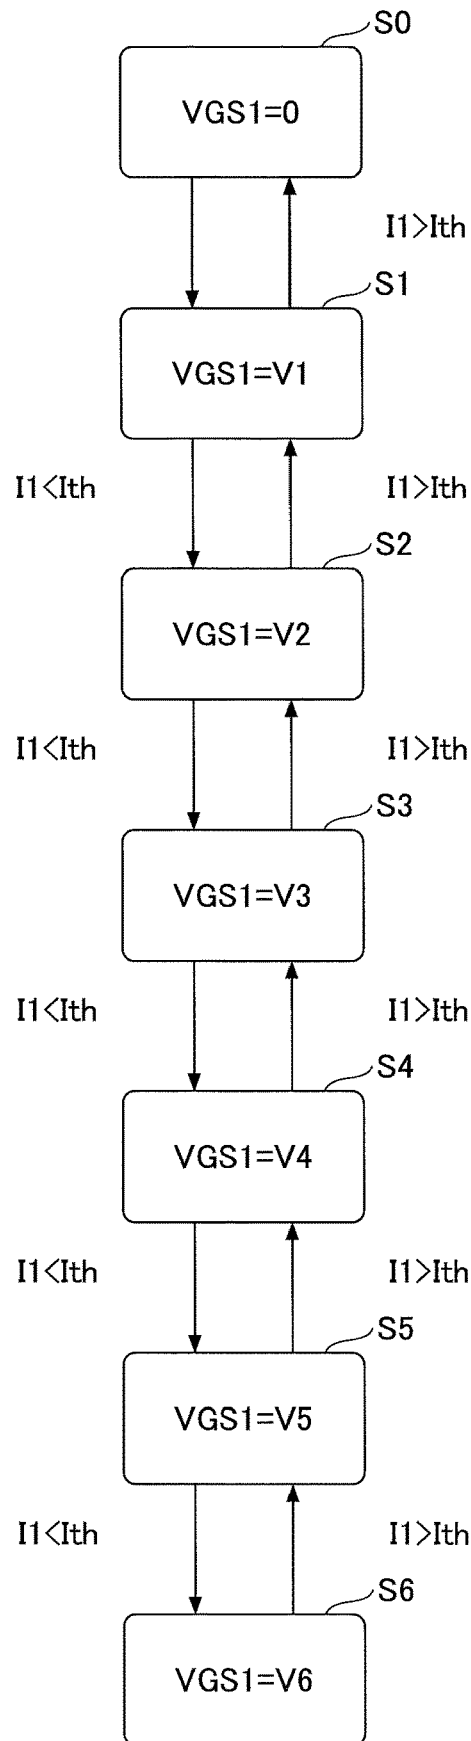 S0
VGS1=0
I1>Ith
S1
VGS1=V1
I1<Ith
I1>Ith
S2
VGS1=V2
I1<Ith
I1>Ith
S3
VGS1=V3
I1<Ith
I1>Ith
S4
VGS1=V4
I1<Ith
I1>Ith
S5
VGS1=V5
I1<Ith
I1>Ith
S6
VGS1=V6